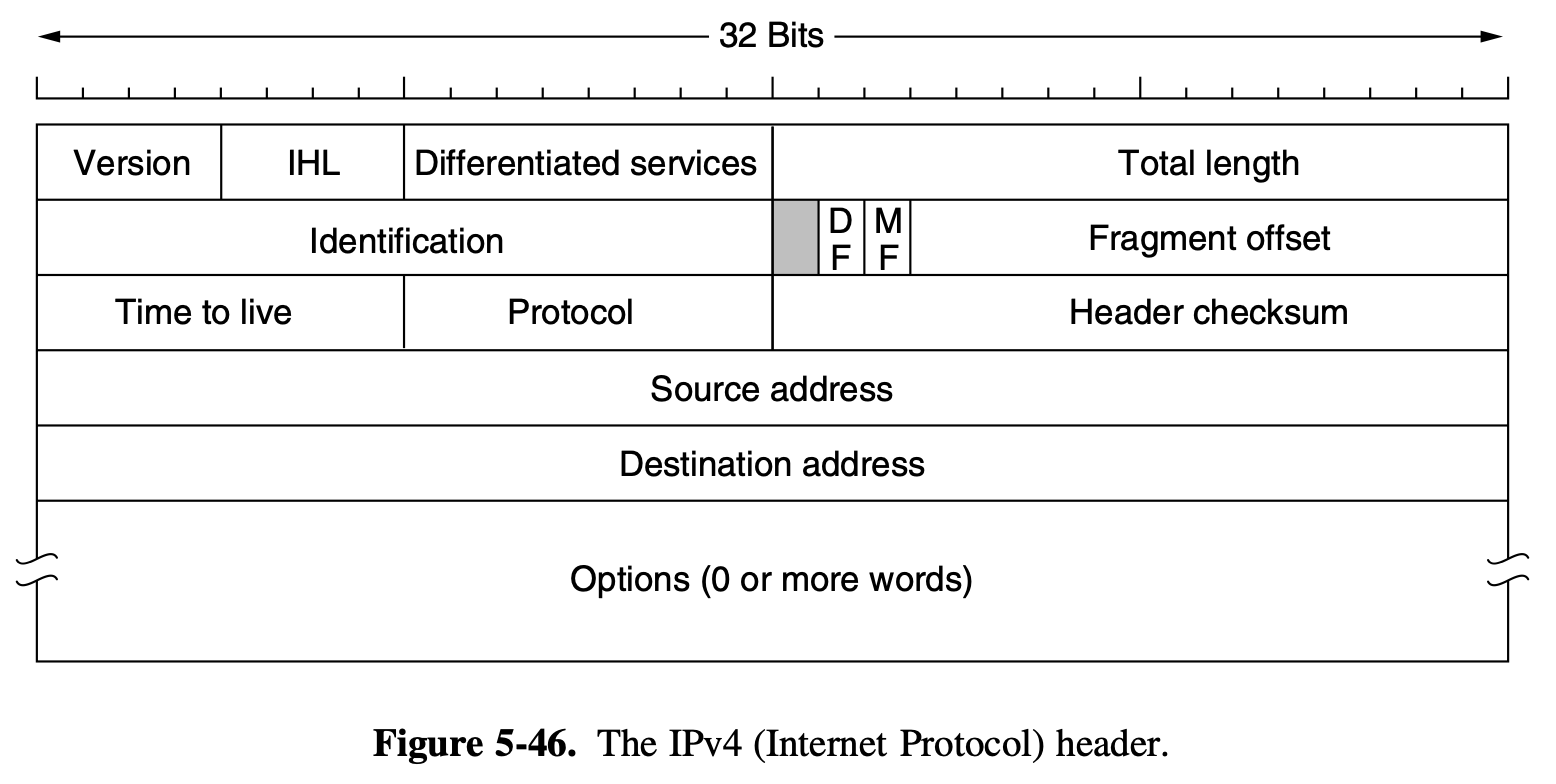 32 Bits
Version IHL Differentiated services Total length
Identification D F M F Fragment offset
Time to live Protocol Header checksum
Source address
Destination address
Options (0 or more words)
Figure 5-46. The IPv4 (Internet Protocol) header.